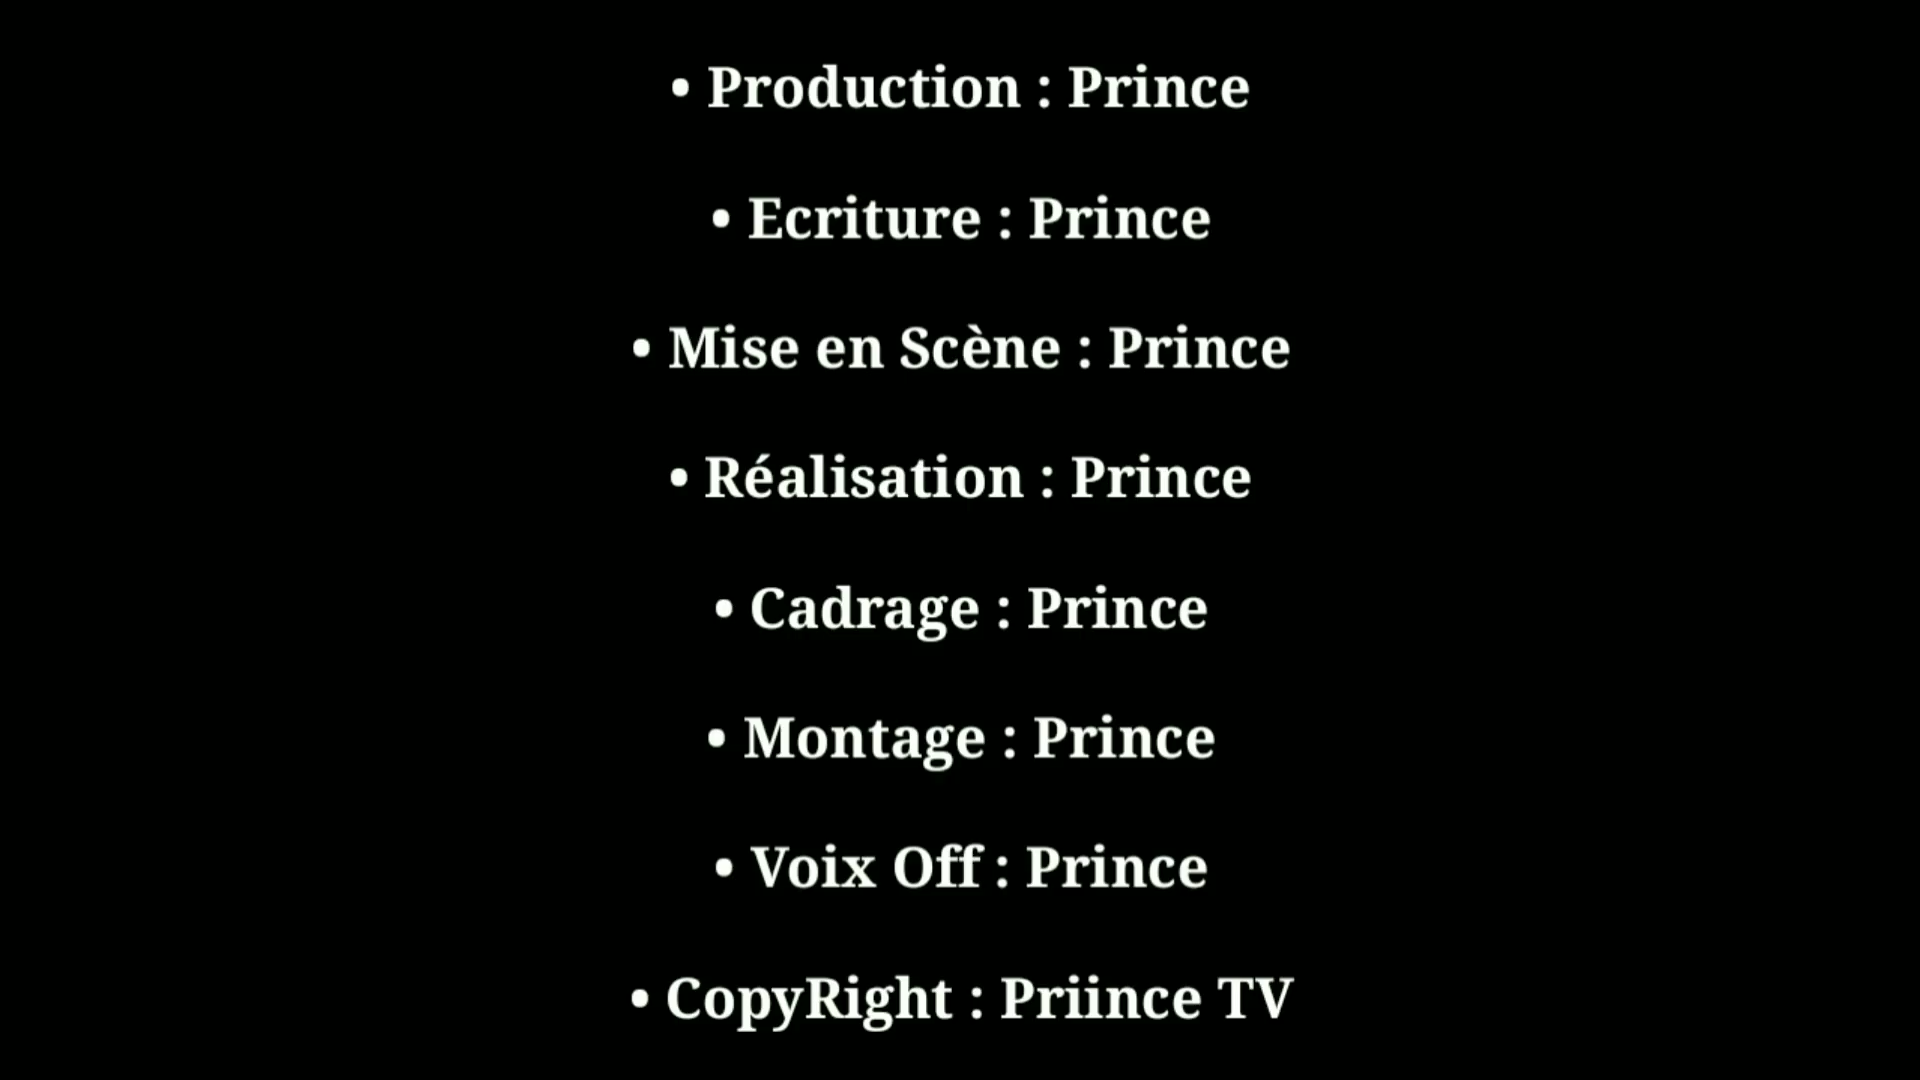 • Production : Prince
• Ecriture : Prince
• Mise en Scène : Prince
• Réalisation : Prince
• Cadrage : Prince
• Montage : Prince
• Voix Off : Prince
• CopyRight : Priince TV